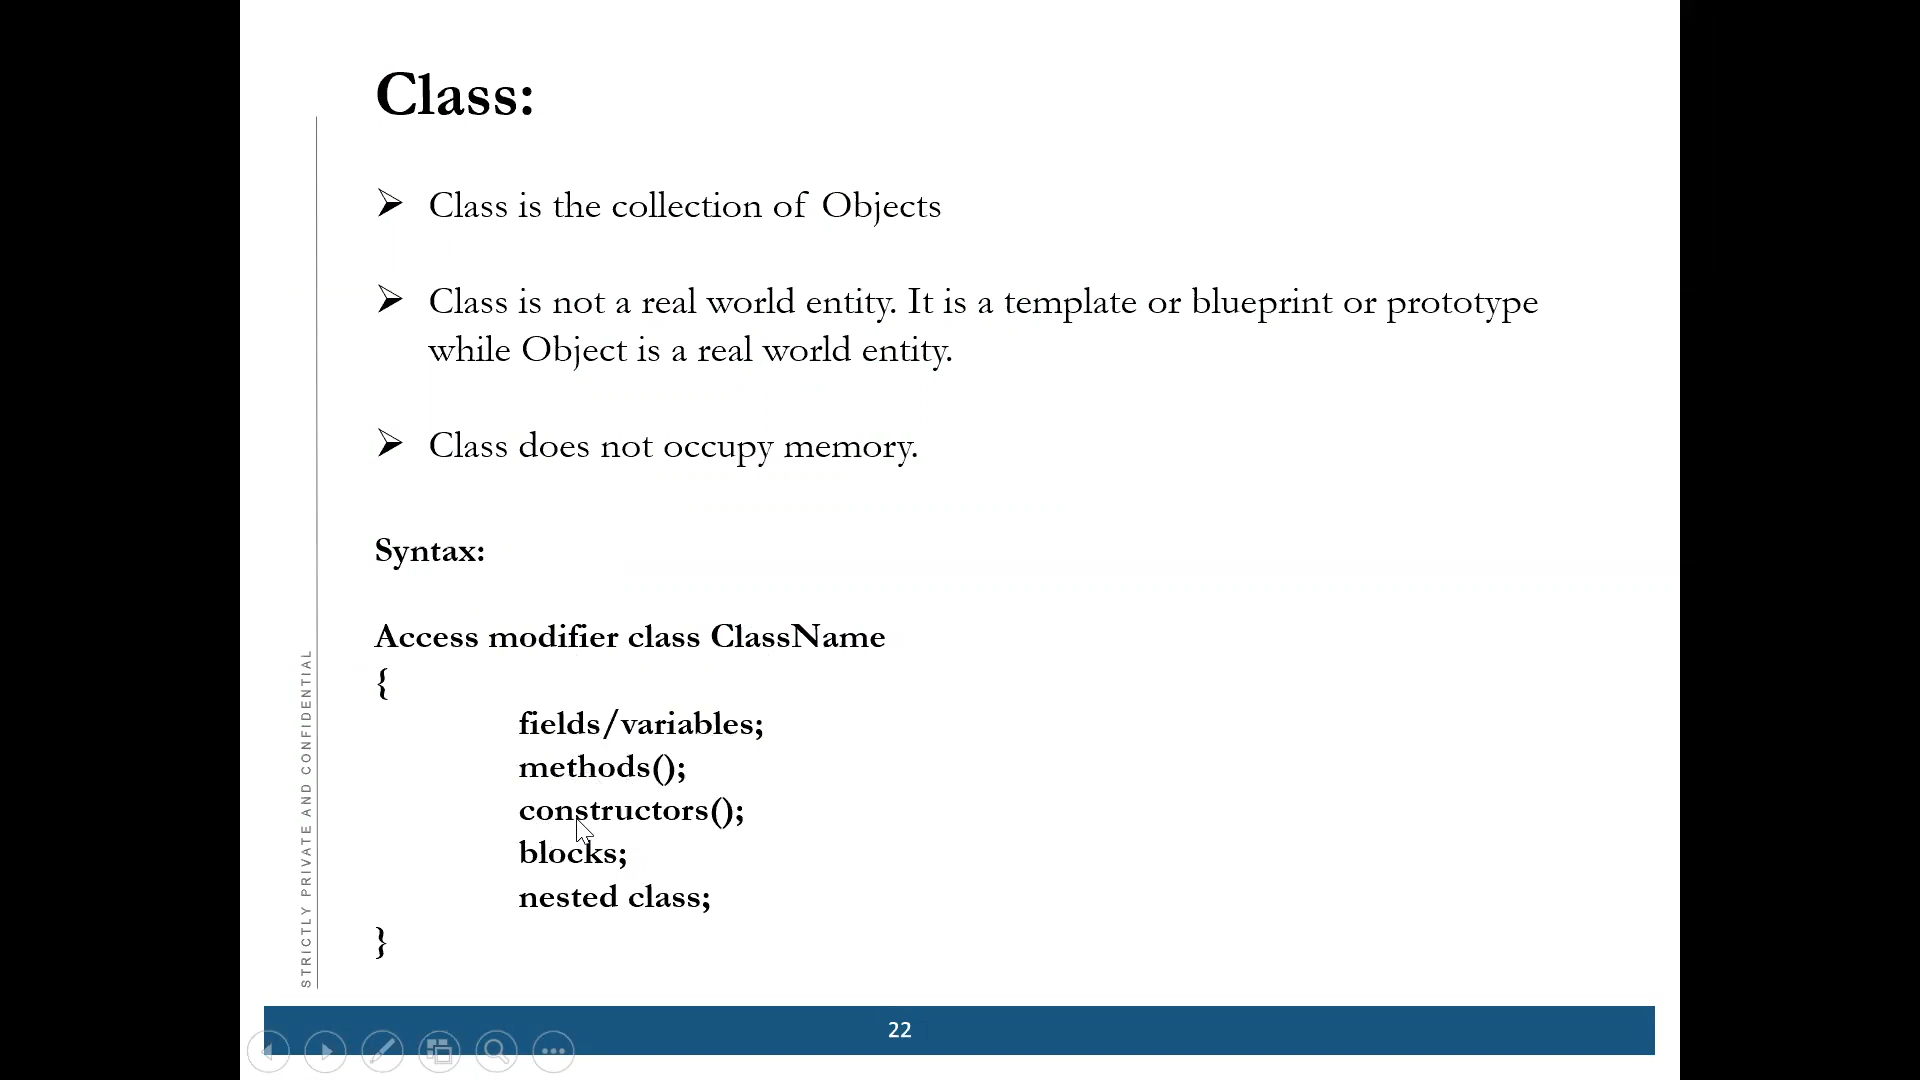 Class:
➢ Class is the collection of Objects
➢ Class is not a real world entity. It is a template or blueprint or prototype
while Object is a real world entity.
➢ Class does not occupy memory.
Syntax:
Access modifier class ClassName
{
fields/variables;
methods();
constructors();
blocks;
nested class;
}
STRICTLY PRIVATE AND CONFIDENTIAL
22